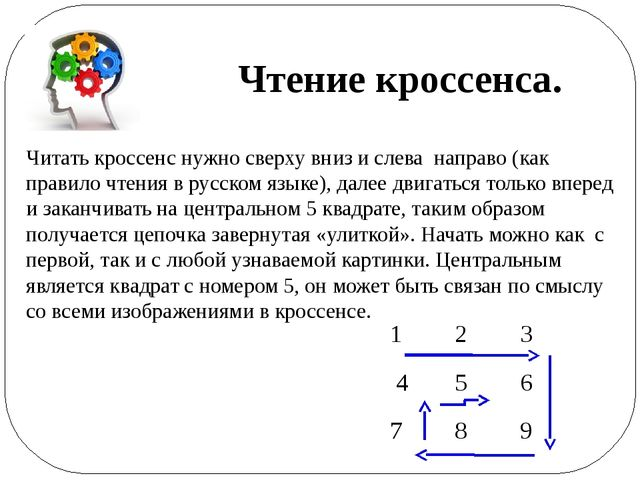 Чтение кроссенса.
Читать кроссенс нужно сверху вниз и слева направо (как
правило чтения в русском языке), далее двигаться только вперед
и заканчивать на центральном 5 квадрате, таким образом
получается цепочка завернутая «улиткой». Начать можно как с
первой, так и с любой узнаваемой картинки. Центральным
является квадрат с номером 5, он может быть связан по смыслу
со всеми изображениями в кроссенсе.
1 2 3
4 5 6
7 8 9